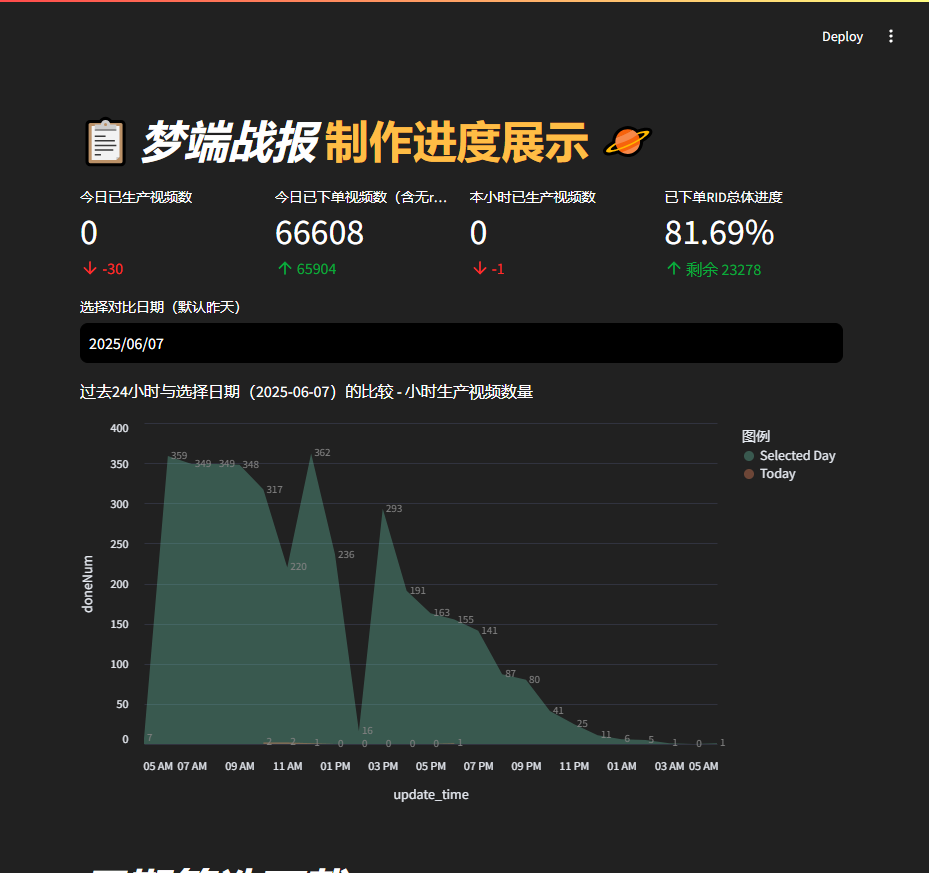 Deploy
梦端战报 制作进度展示
今日已生产视频数
0
-30
今日已下单视频数（含无r...
66608
65904
本小时已生产视频数
0
-1
已下单RID总体进度
81.69%
剩余 23278
选择对比日期（默认昨天）
2025/06/07
过去24小时与选择日期（2025-06-07）的比较 - 小时生产视频数量
图例
Selected Day
Today
doneNum
400
350
300
250
200
150
100
50
0
7 359 349 349 348 317 220 362 236 16 293 191 163 155 141 87 80 41 25 11 6 5 1 0 1
2 2 1 0 0 0 0 0 1
05 AM 07 AM 09 AM 11 AM 01 PM 03 PM 05 PM 07 PM 09 PM 11 PM 01 AM 03 AM 05 AM
update_time